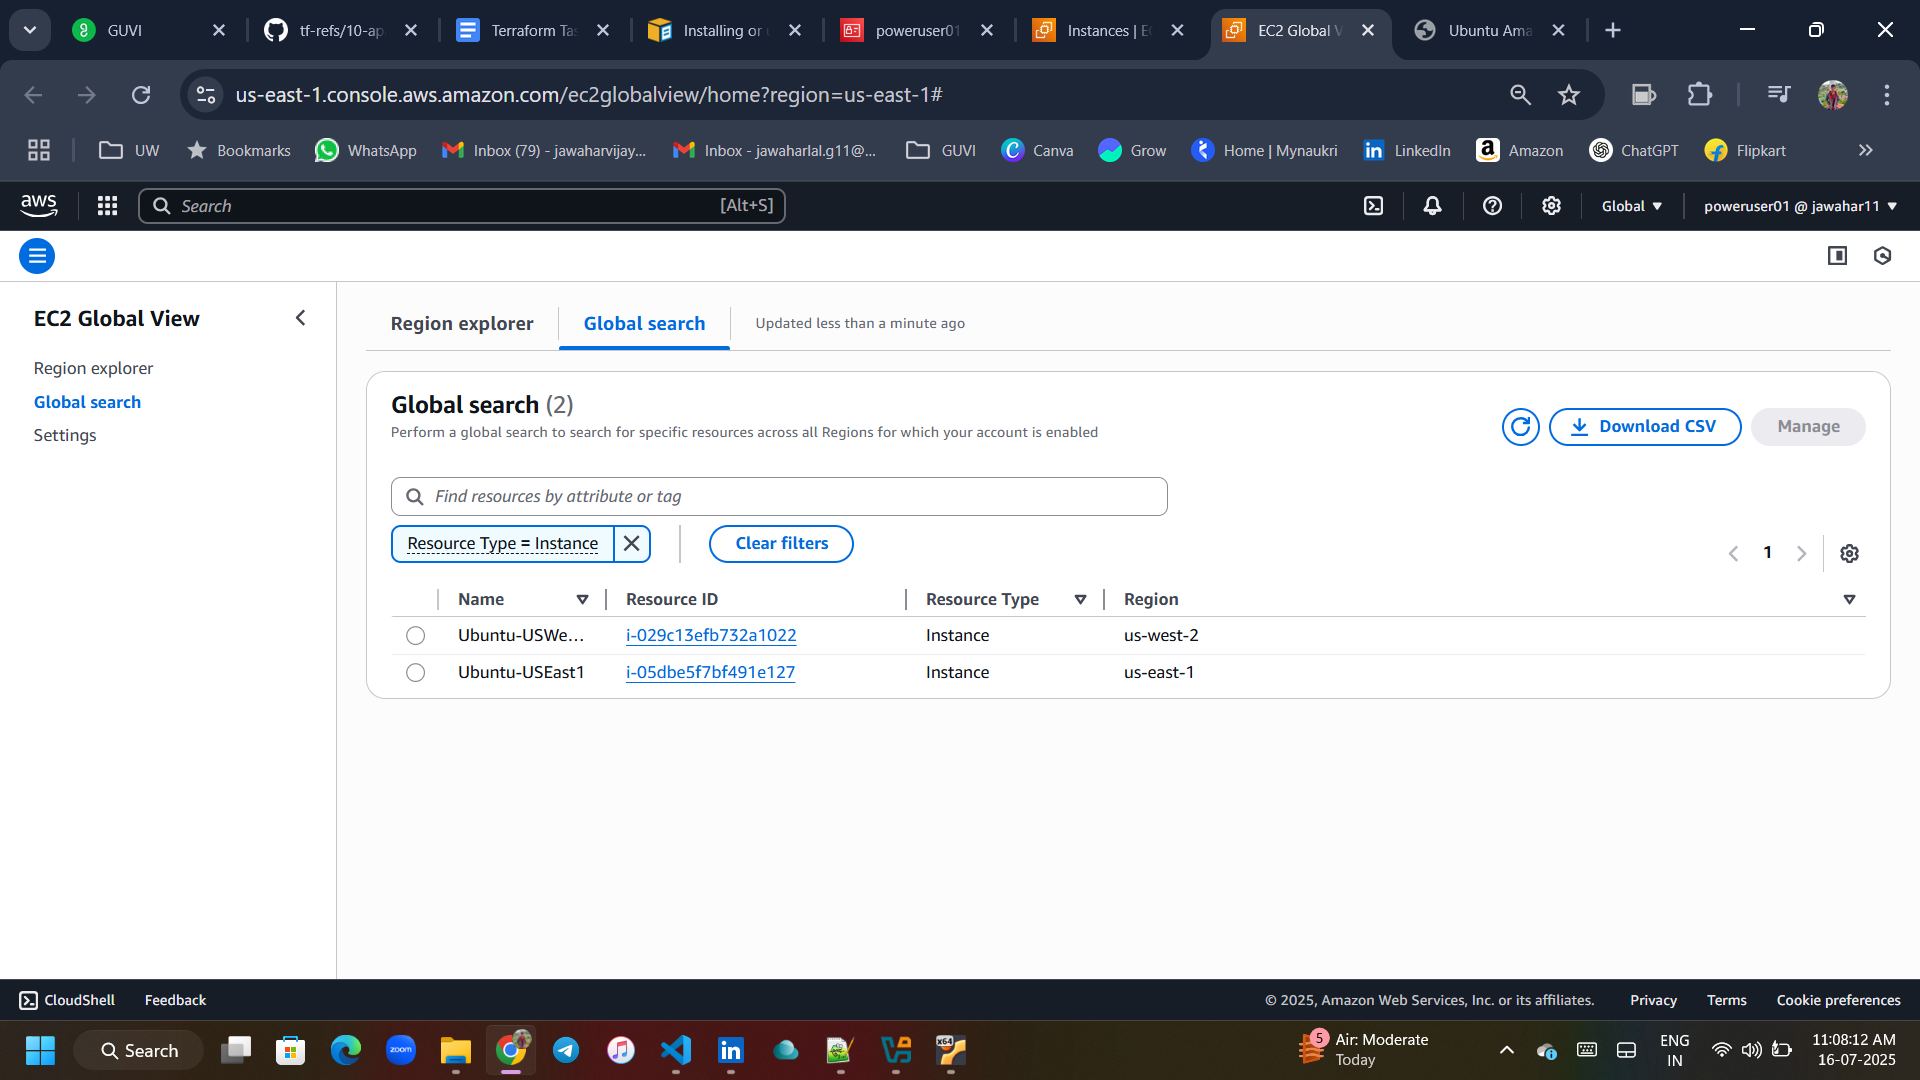 GUVI
tf-refs/10-ap
Terraform Tas
Installing or u
poweruser01
Instances | EC
EC2 Global V
Ubuntu Ama
us-east-1.console.aws.amazon.com/ec2globalview/home?region=us-east-1#
UW
Bookmarks
WhatsApp
Inbox (79) - jawaharvijay...
Inbox - jawaharlal.g11@...
GUVI
Canva
Grow
Home | Mynaukri
LinkedIn
Amazon
ChatGPT
Flipkart
aws
Search
[Alt+S]
Global
poweruser01 @ jawahar11
EC2 Global View
Region explorer
Global search
Settings
Region explorer
Global search
Updated less than a minute ago
Global search (2)
Perform a global search to search for specific resources across all Regions for which your account is enabled
Download CSV
Manage
Find resources by attribute or tag
Resource Type = Instance
Clear filters
1
Name Resource ID Resource Type Region
Ubuntu-USWe... i-029c13efb732a1022 Instance us-west-2
Ubuntu-USEast1 i-05dbe5f7bf491e127 Instance us-east-1
CloudShell
Feedback
© 2025, Amazon Web Services, Inc. or its affiliates.
Privacy
Terms
Cookie preferences
Search
zoom
X64
5
Air: Moderate
Today
ENG
IN
11:08:12 AM
16-07-2025